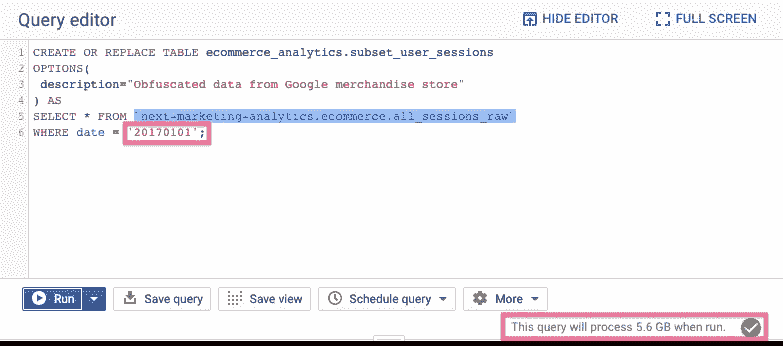 Query editor
HIDE EDITOR
FULL SCREEN
1 CREATE OR REPLACE TABLE ecommerce_analytics.subset_user_sessions
2 OPTIONS(
3 description="Obfuscated data from Google merchandise store"
4 ) AS
5 SELECT * FROM `next-marketing-analytics.ecommerce.all_sessions_raw`
6 WHERE date = '20170101';
Run
Save query
Save view
Schedule query
More
This query will process 5.6 GB when run.